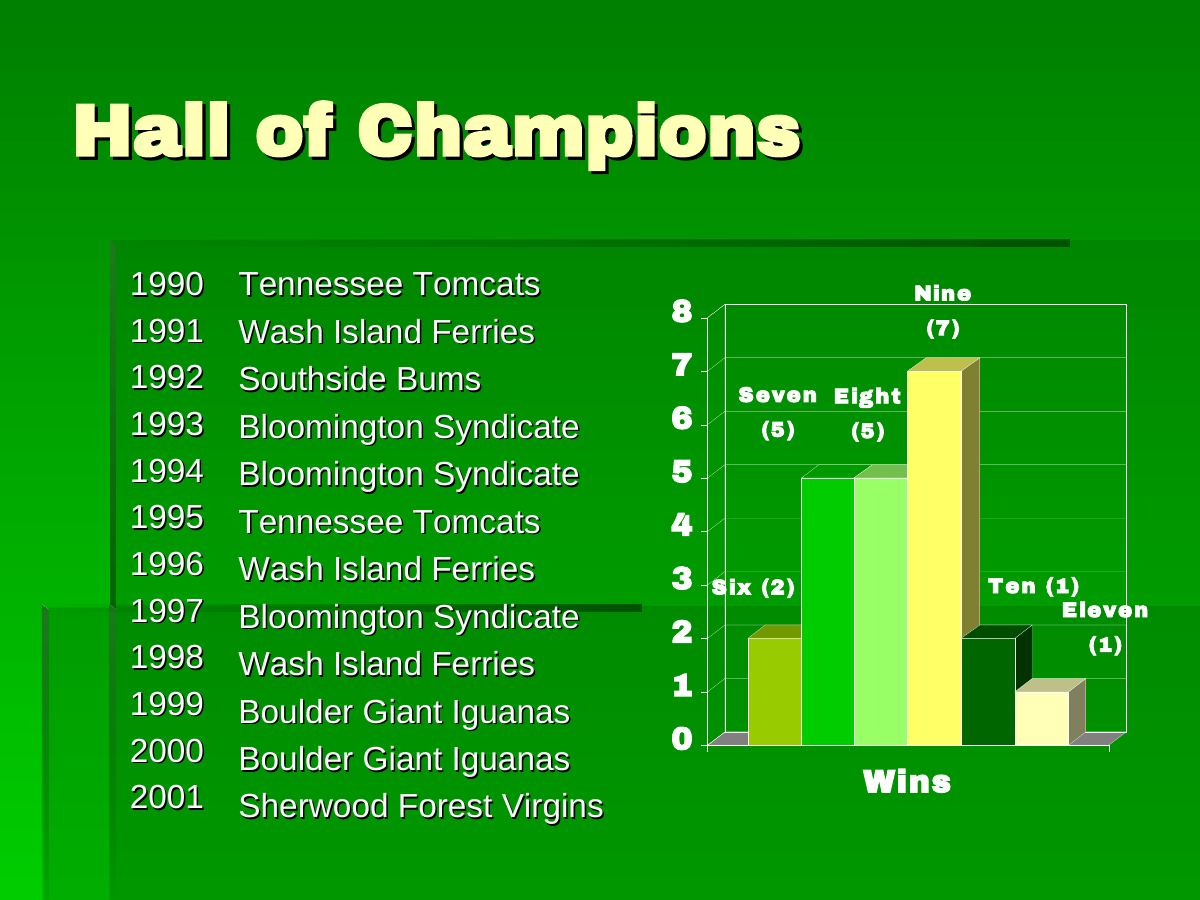 Hall of Champions
1990 Tennessee Tomcats
1991 Wash Island Ferries
1992 Southside Bums
1993 Bloomington Syndicate
1994 Bloomington Syndicate
1995 Tennessee Tomcats
1996 Wash Island Ferries
1997 Bloomington Syndicate
1998 Wash Island Ferries
1999 Boulder Giant Iguanas
2000 Boulder Giant Iguanas
2001 Sherwood Forest Virgins
Nine
(7)
8
7
Seven
(5)
Eight
(5)
6
5
4
3
Six (2)
Ten (1)
Eleven
(1)
2
1
0
Wins